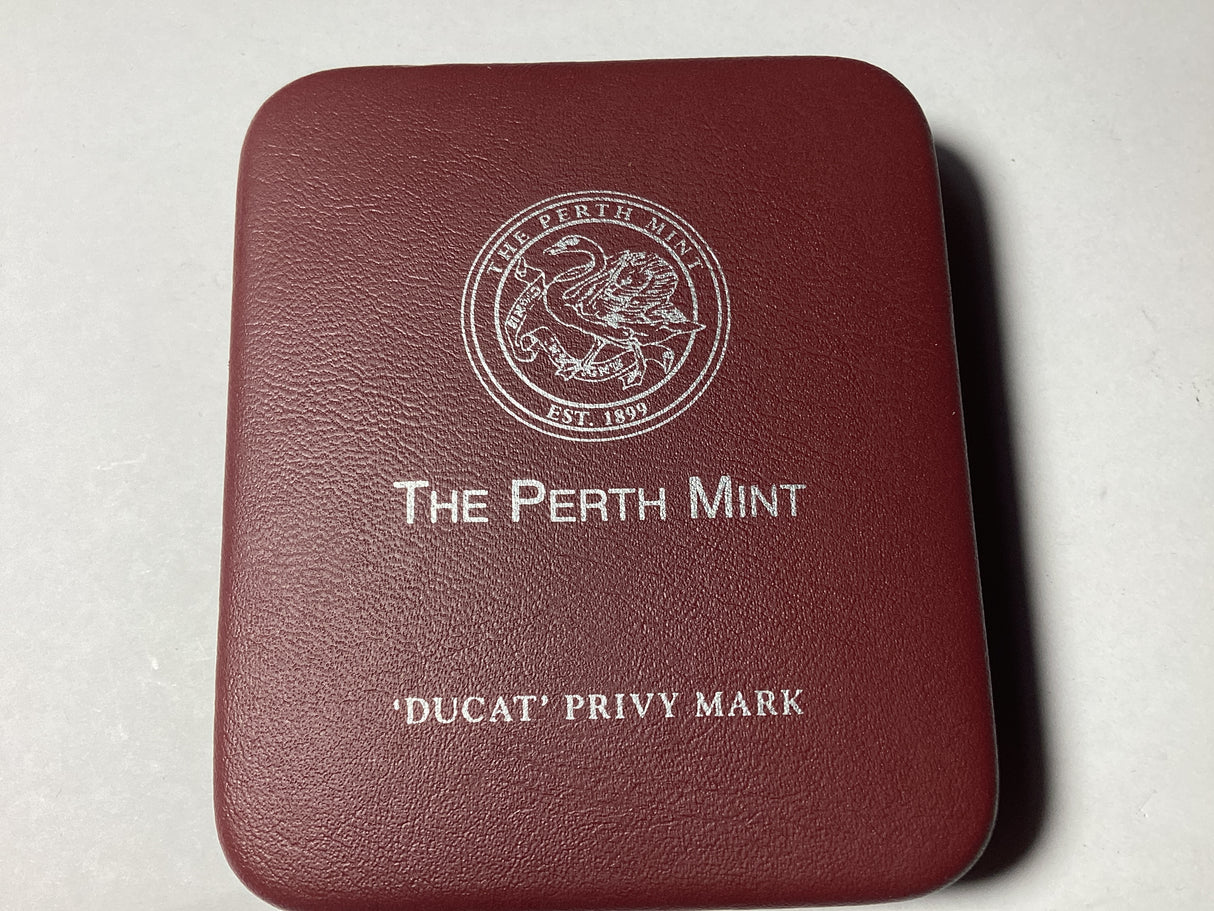 THE PERTH MINT
EST. 1899
THE PERTH MINT
‘DUCAT’ PRIVY MARK